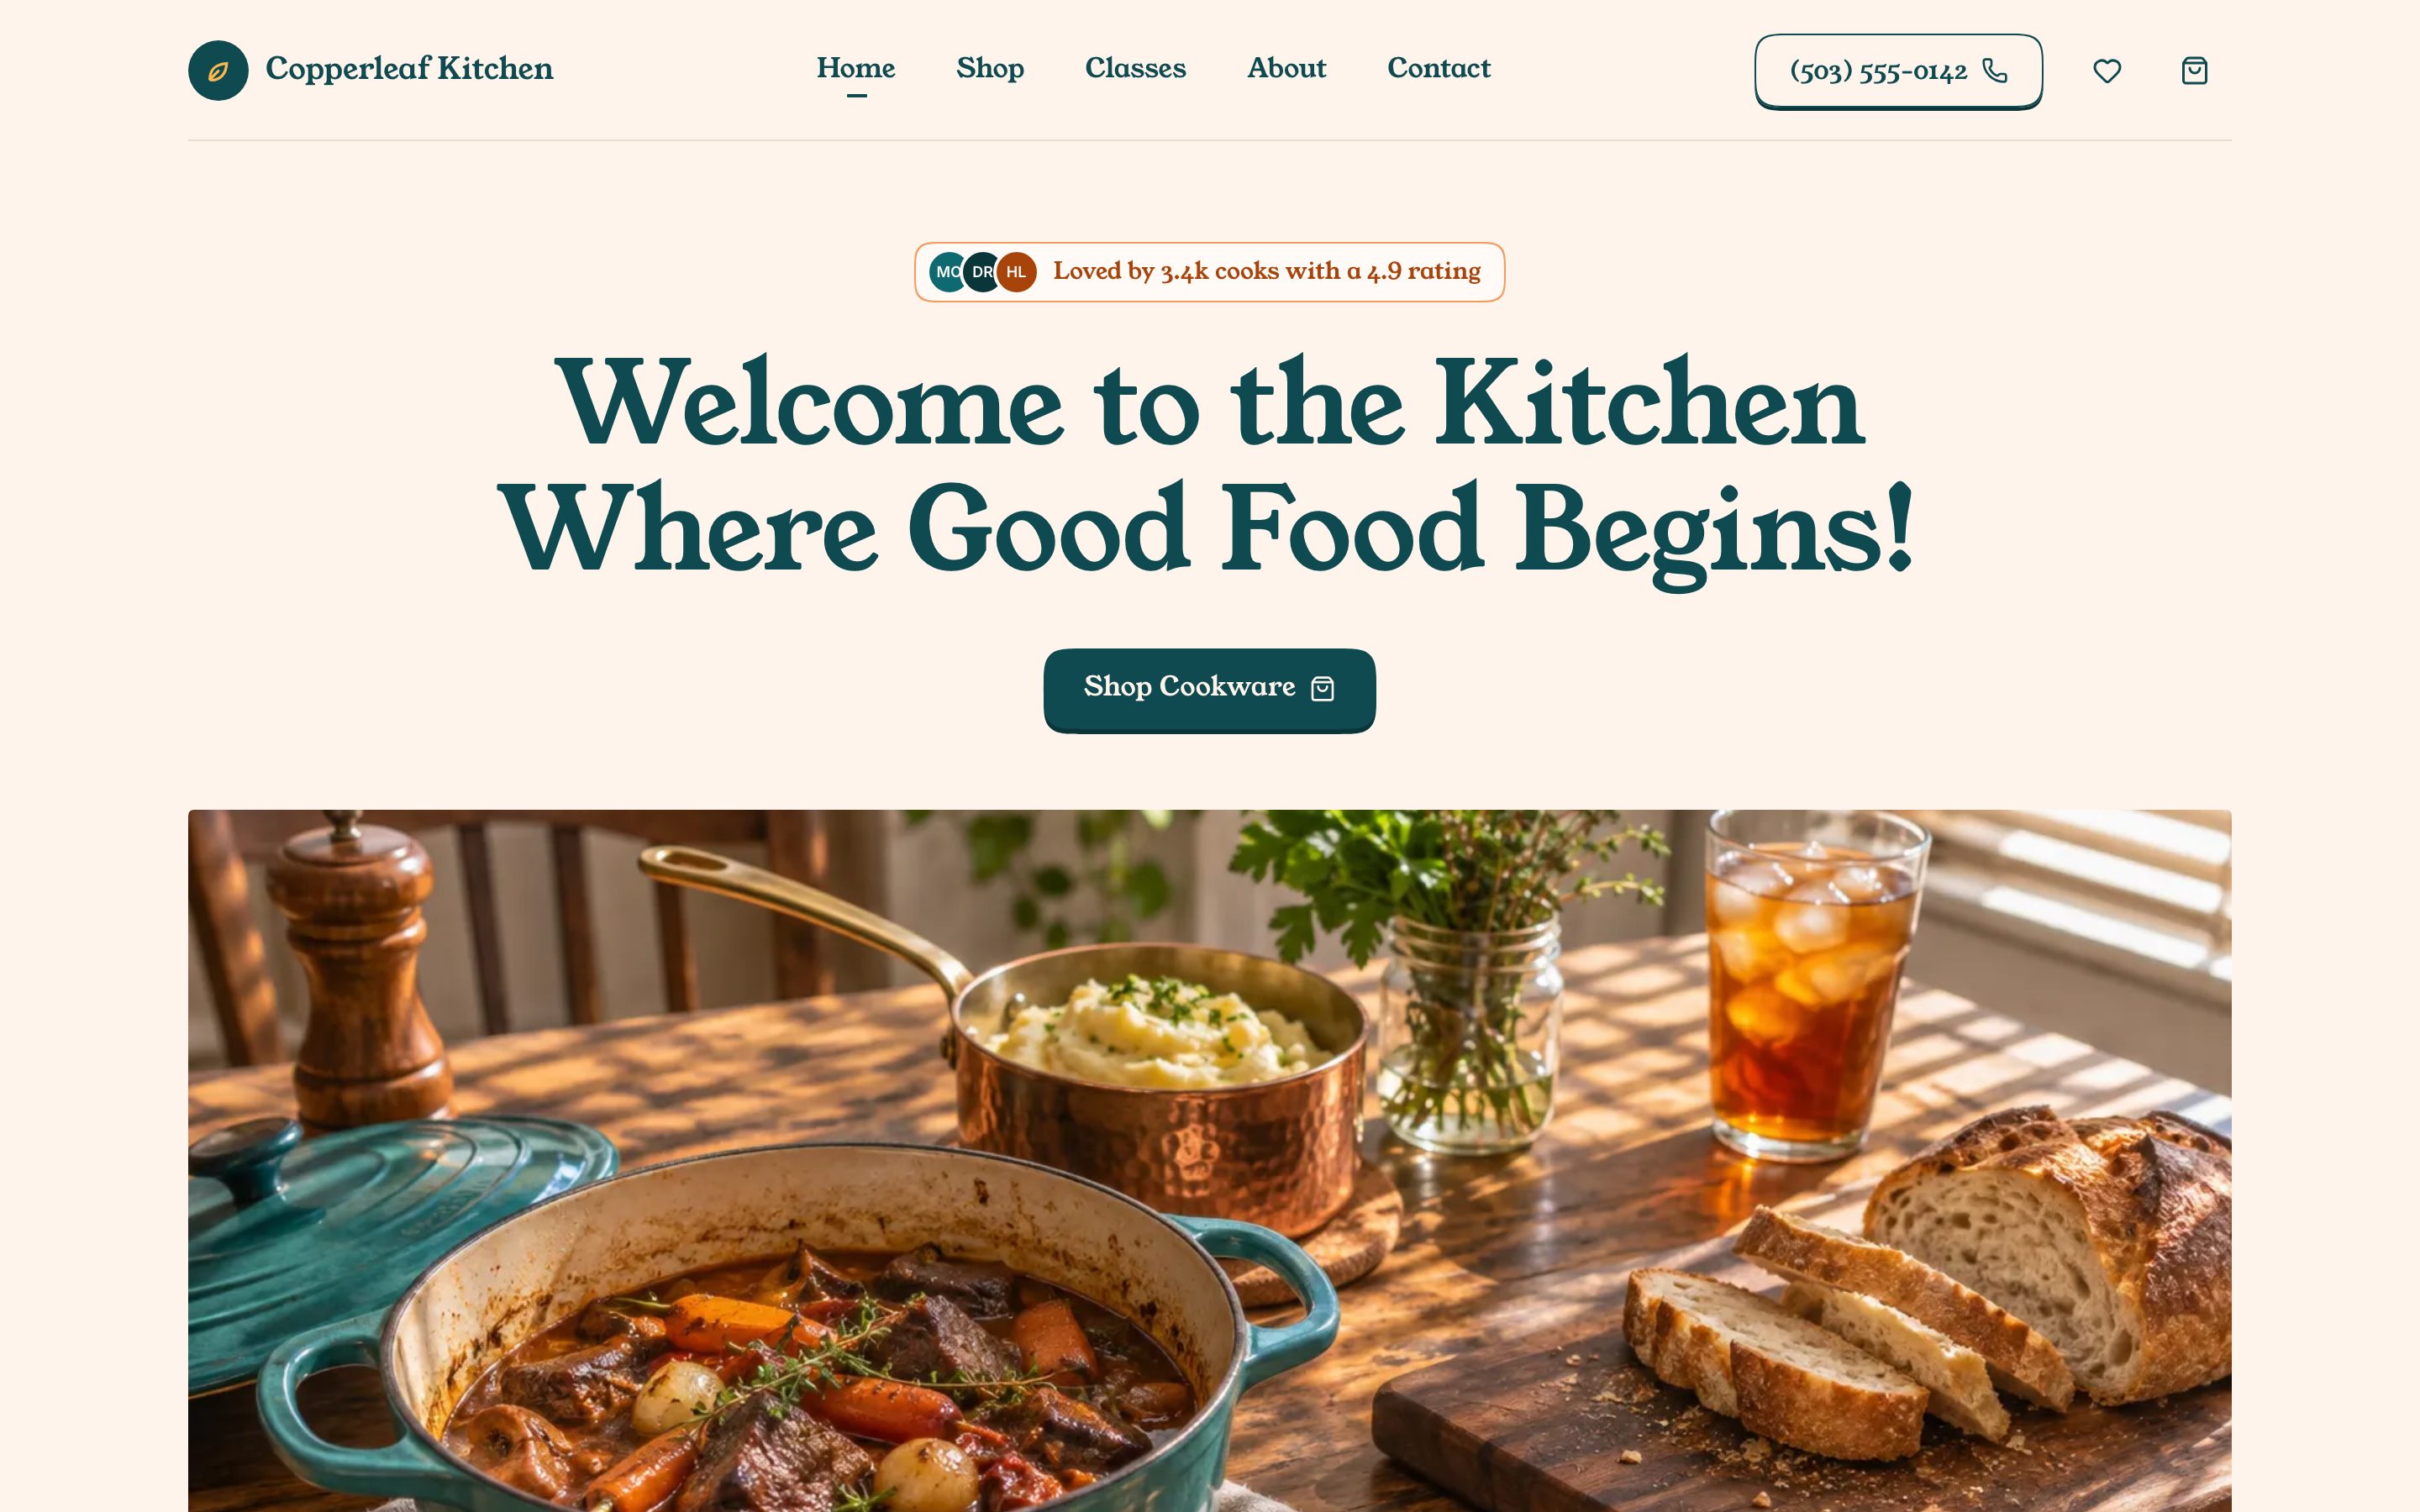 Copperleaf Kitchen
Home Shop Classes About Contact
(503) 555-0142
MO DR HL Loved by 3.4k cooks with a 4.9 rating
Welcome to the Kitchen
Where Good Food Begins!
Shop Cookware